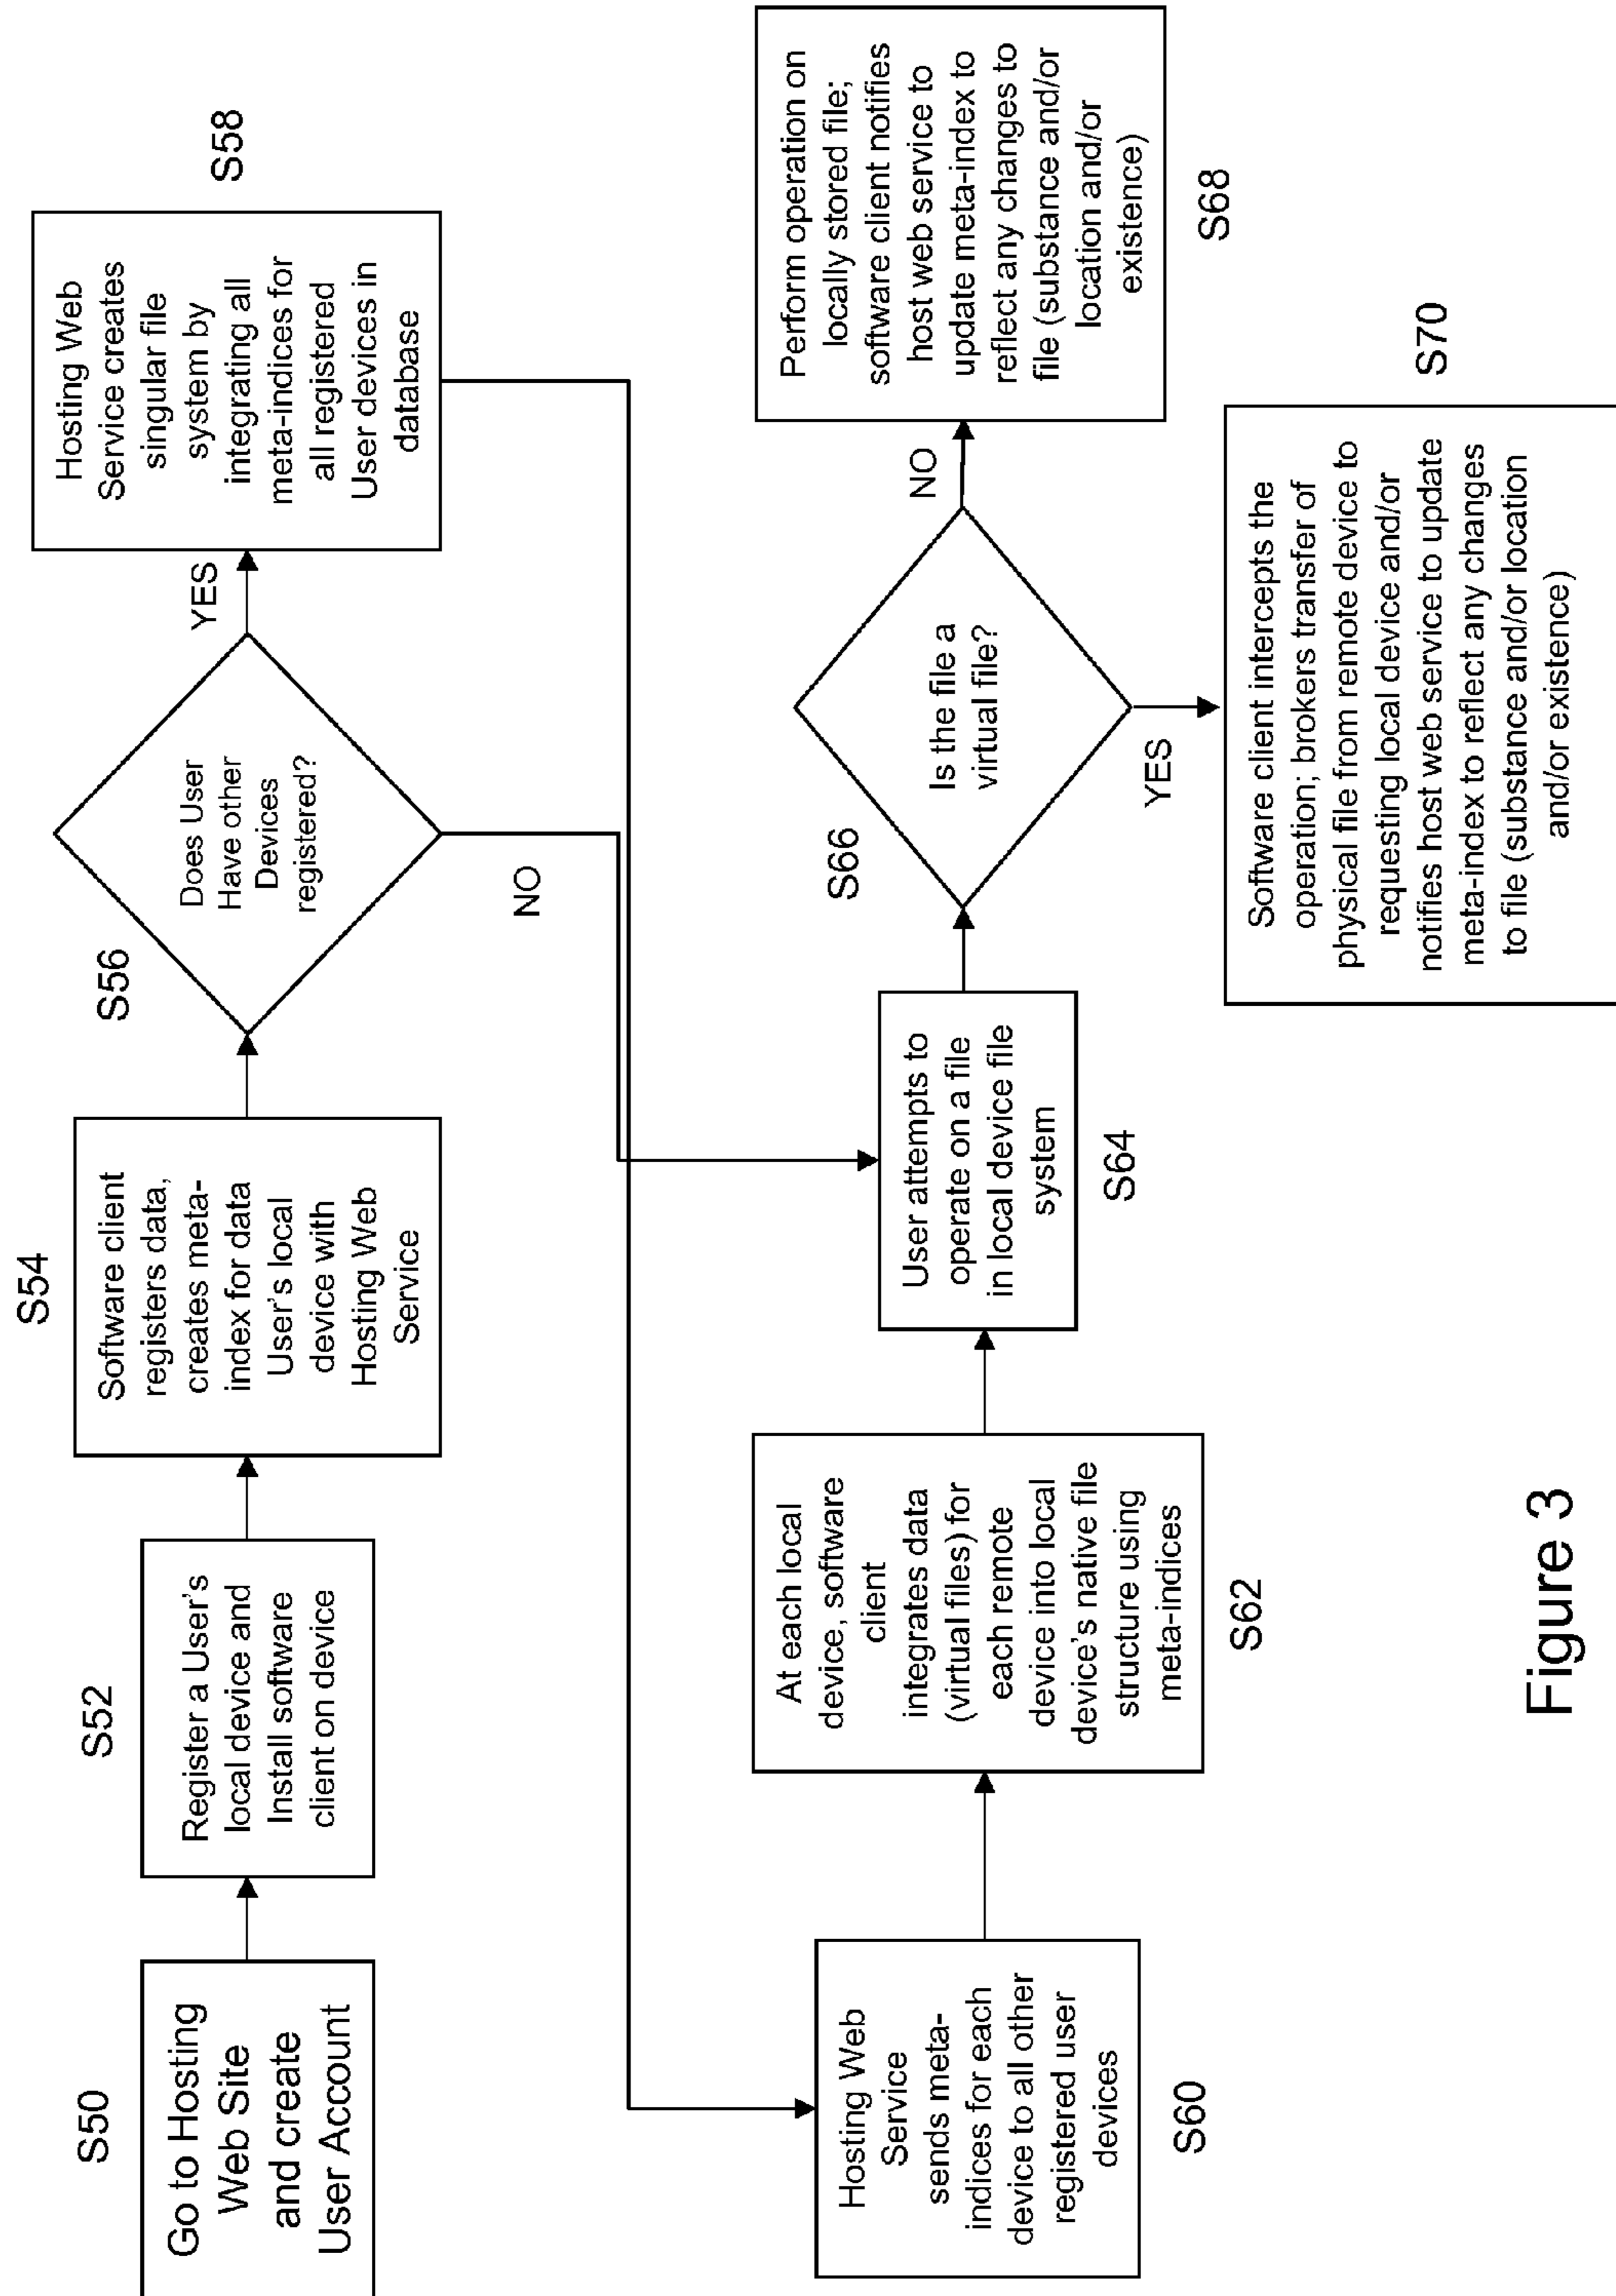 S50
Go to Hosting
Web Site
and create
User Account
S52
Register a User's
local device and
Install software
client on device
S54
Software client
registers data,
creates meta-
index for data
User's local
device with
Hosting Web
Service
S56
Does User
Have other
Devices
registered?
YES
NO
S58
Hosting Web
Service creates
singular file
system by
integrating all
meta-indices for
all registered
User devices in
database
Hosting Web
Service
sends meta-
indices for each
device to all other
registered user
devices
S60
At each local
device, software
client
integrates data
(virtual files) for
each remote
device into local
device's native file
structure using
meta-indices
S62
User attempts to
operate on a file
in local device file
system
S64
S66
Is the file a
virtual file?
NO
YES
Perform operation on
locally stored file;
software client notifies
host web service to
update meta-index to
reflect any changes to
file (substance and/or
location and/or
existence)
S68
Software client intercepts the
operation; brokers transfer of
physical file from remote device to
requesting local device and/or
notifies host web service to update
meta-index to reflect any changes
to file (substance and/or location
and/or existence)
S70
Figure 3